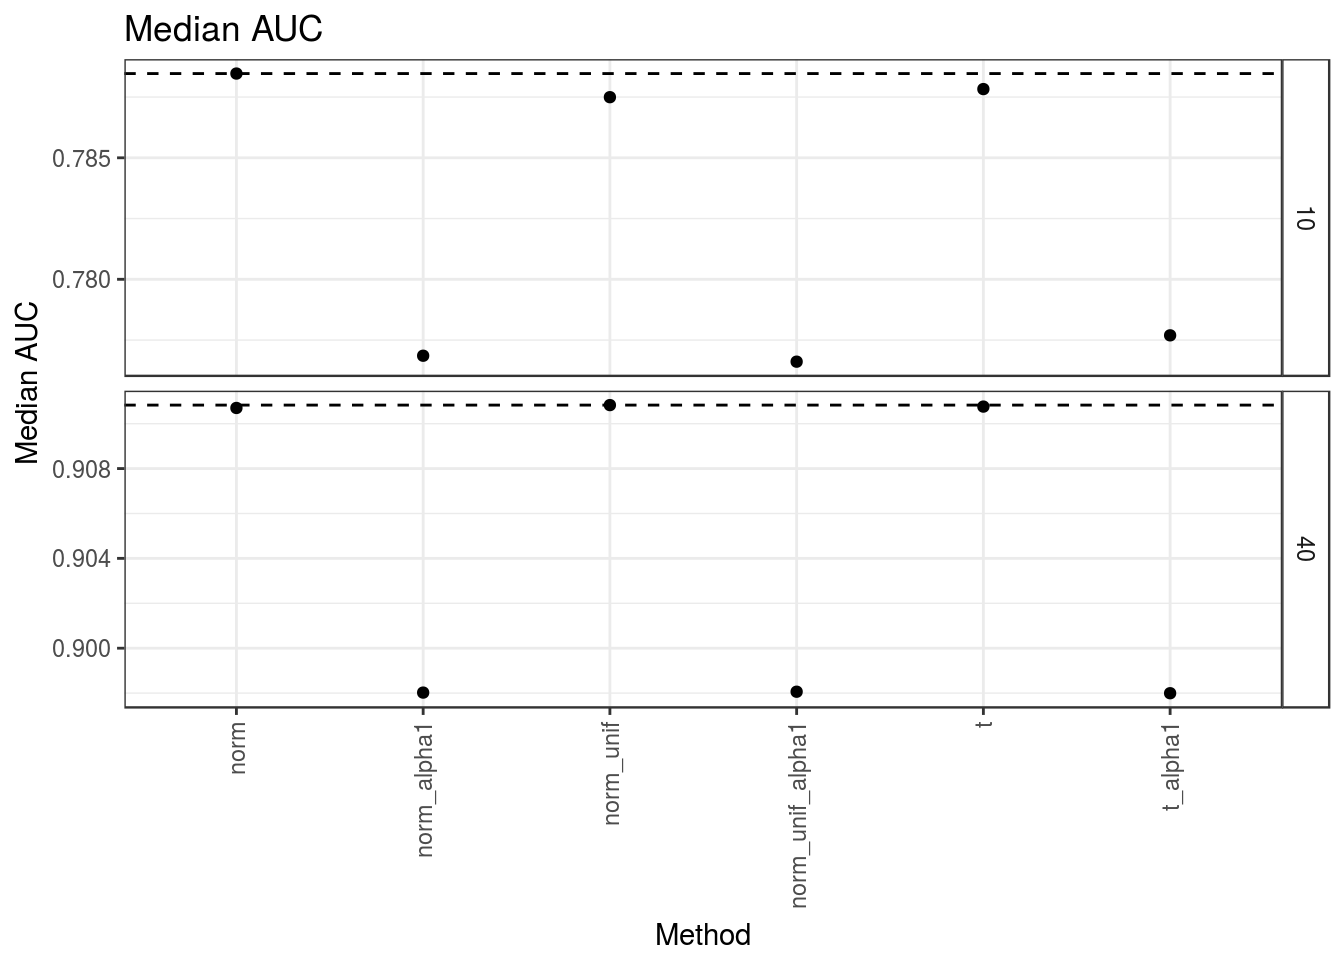 Median AUC
Median AUC
0.785
0.780
10
0.908
0.904
0.900
40
norm
norm_alpha1
norm_unif
norm_unif_alpha1
t
t_alpha1
Method